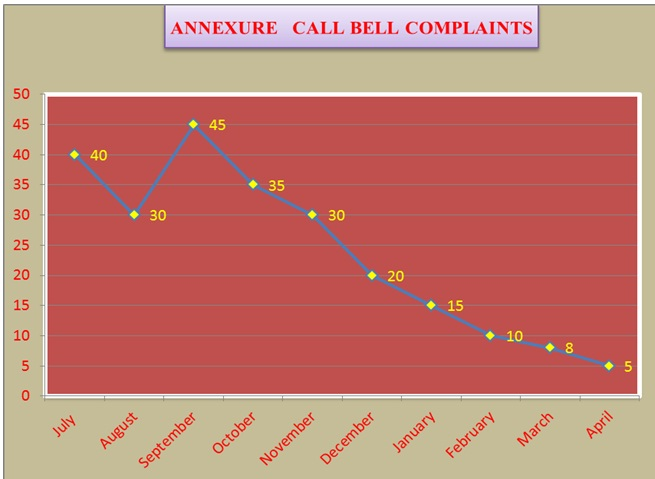 ANNEXURE CALL BELL COMPLAINTS
50
45
40
35
30
25
20
15
10
5
0
40
30
45
35
30
20
15
10
8
5
July
August
September
October
November
December
January
February
March
April